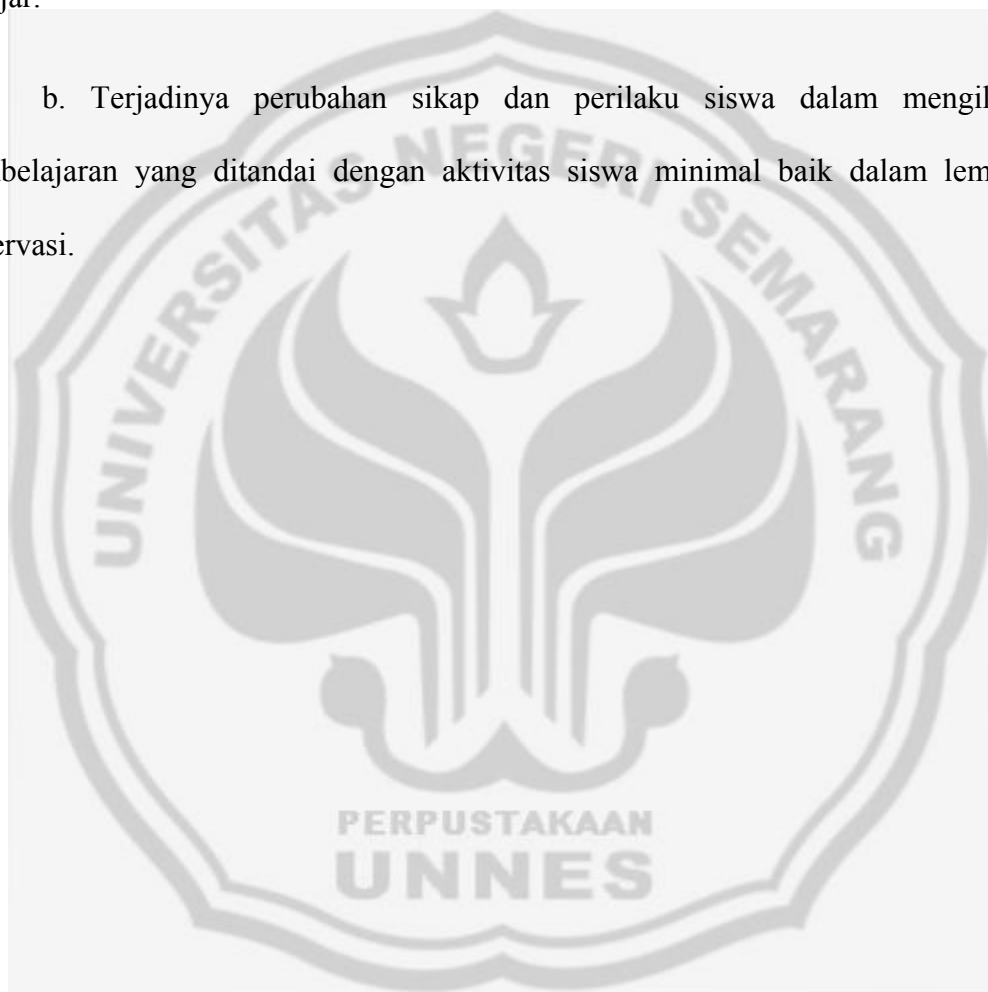 jar.
b. Terjadinya perubahan sikap dan perilaku siswa dalam mengi
belajaran yang ditandai dengan aktivitas siswa minimal baik dalam lem
ervasi.
UNIVERSITAS NEGERI SEMARANG
PERPUSTAKAAN
UNNES